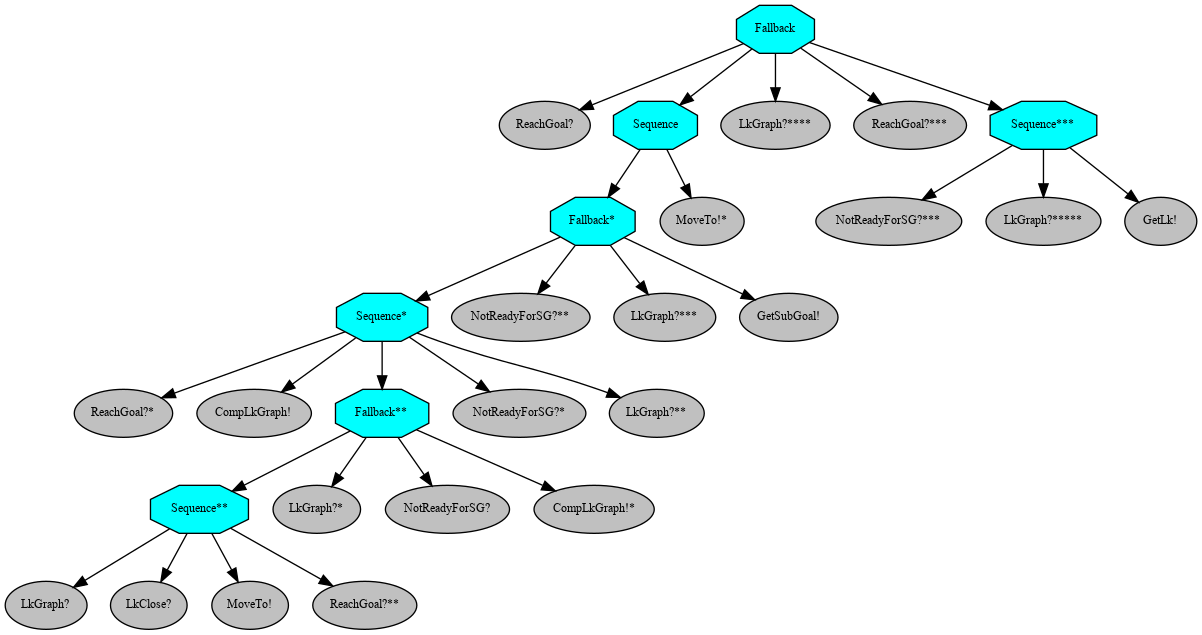 Fallback
ReachGoal?
Sequence
LkGraph?****
ReachGoal?***
Sequence***
Fallback*
MoveTo!*
NotReadyForSG?***
LkGraph?*****
GetLk!
Sequence*
NotReadyForSG?**
LkGraph?***
GetSubGoal!
ReachGoal?*
CompLkGraph!
Fallback**
NotReadyForSG?*
LkGraph?**
Sequence**
LkGraph?*
NotReadyForSG?
CompLkGraph!*
LkGraph?
LkClose?
MoveTo!
ReachGoal?**